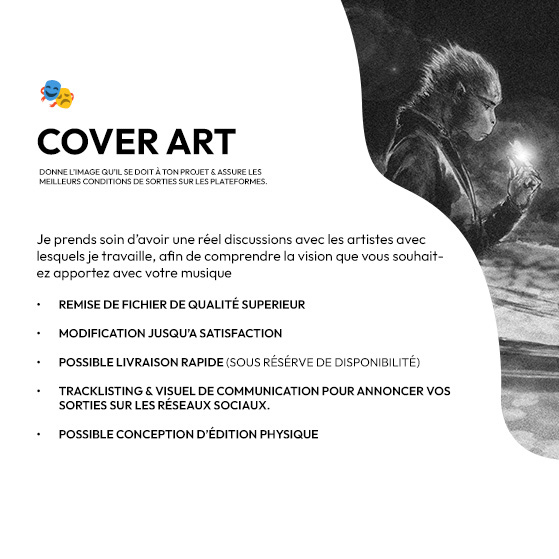 COVER ART
DONNE L'IMAGE QU'IL SE DOIT À TON PROJET & ASSURE LES
MEILLEURS CONDITIONS DE SORTIES SUR LES PLATEFORMES.
Je prends soin d'avoir une réel discussions avec les artistes avec
lesquels je travaille, afin de comprendre la vision que vous souhait-
ez apportez avec votre musique
• REMISE DE FICHIER DE QUALITÉ SUPERIEUR
• MODIFICATION JUSQU'A SATISFACTION
• POSSIBLE LIVRAISON RAPIDE (SOUS RÉSÉRVE DE DISPONIBILITÉ)
• TRACKLISTING & VISUEL DE COMMUNICATION POUR ANNONCER VOS
SORTIES SUR LES RÉSEAUX SOCIAUX.
• POSSIBLE CONCEPTION D'ÉDITION PHYSIQUE